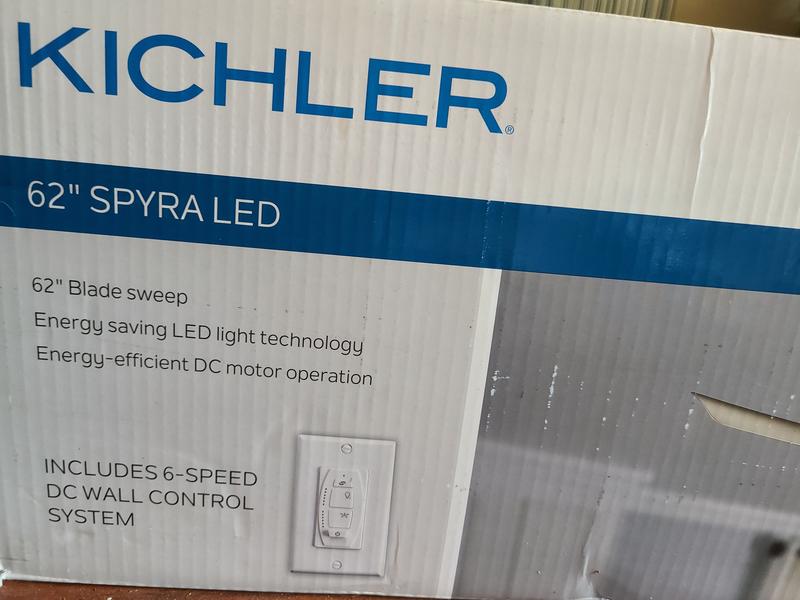 KICHLER®
62" SPYRA LED
62" Blade sweep
Energy saving LED light technology
Energy-efficient DC motor operation
INCLUDES 6-SPEED
DC WALL CONTROL
SYSTEM